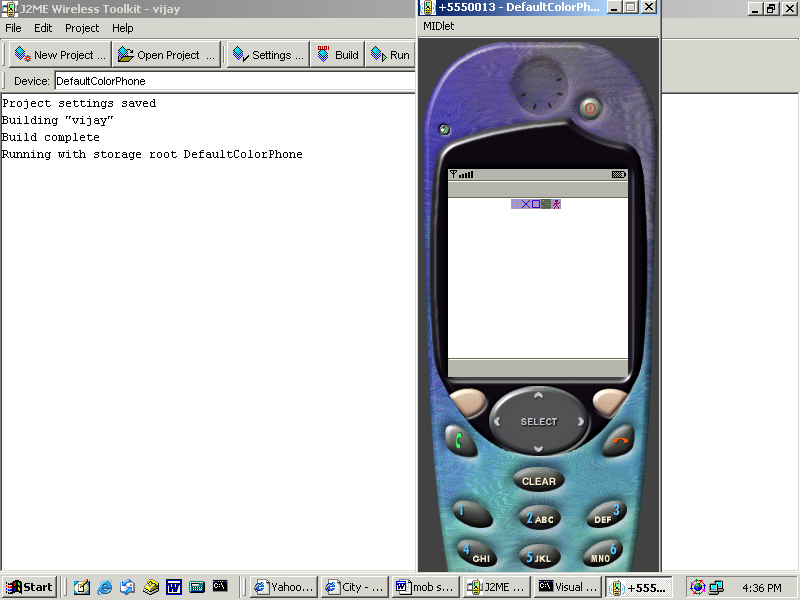 J2ME Wireless Toolkit - vijay
File Edit Project Help
New Project ... Open Project ... Settings ... Build Run
Device: DefaultColorPhone
Project settings saved
Building "vijay"
Build complete
Running with storage root DefaultColorPhone
+5550013 - DefaultColorPh...
MIDlet
SELECT
CLEAR
1 2 ABC DEF 3
4 GHI 5 JKL MNO 6
Start Yahoo... City - ... mob s... J2ME ... Visual ... +555... 4:36 PM